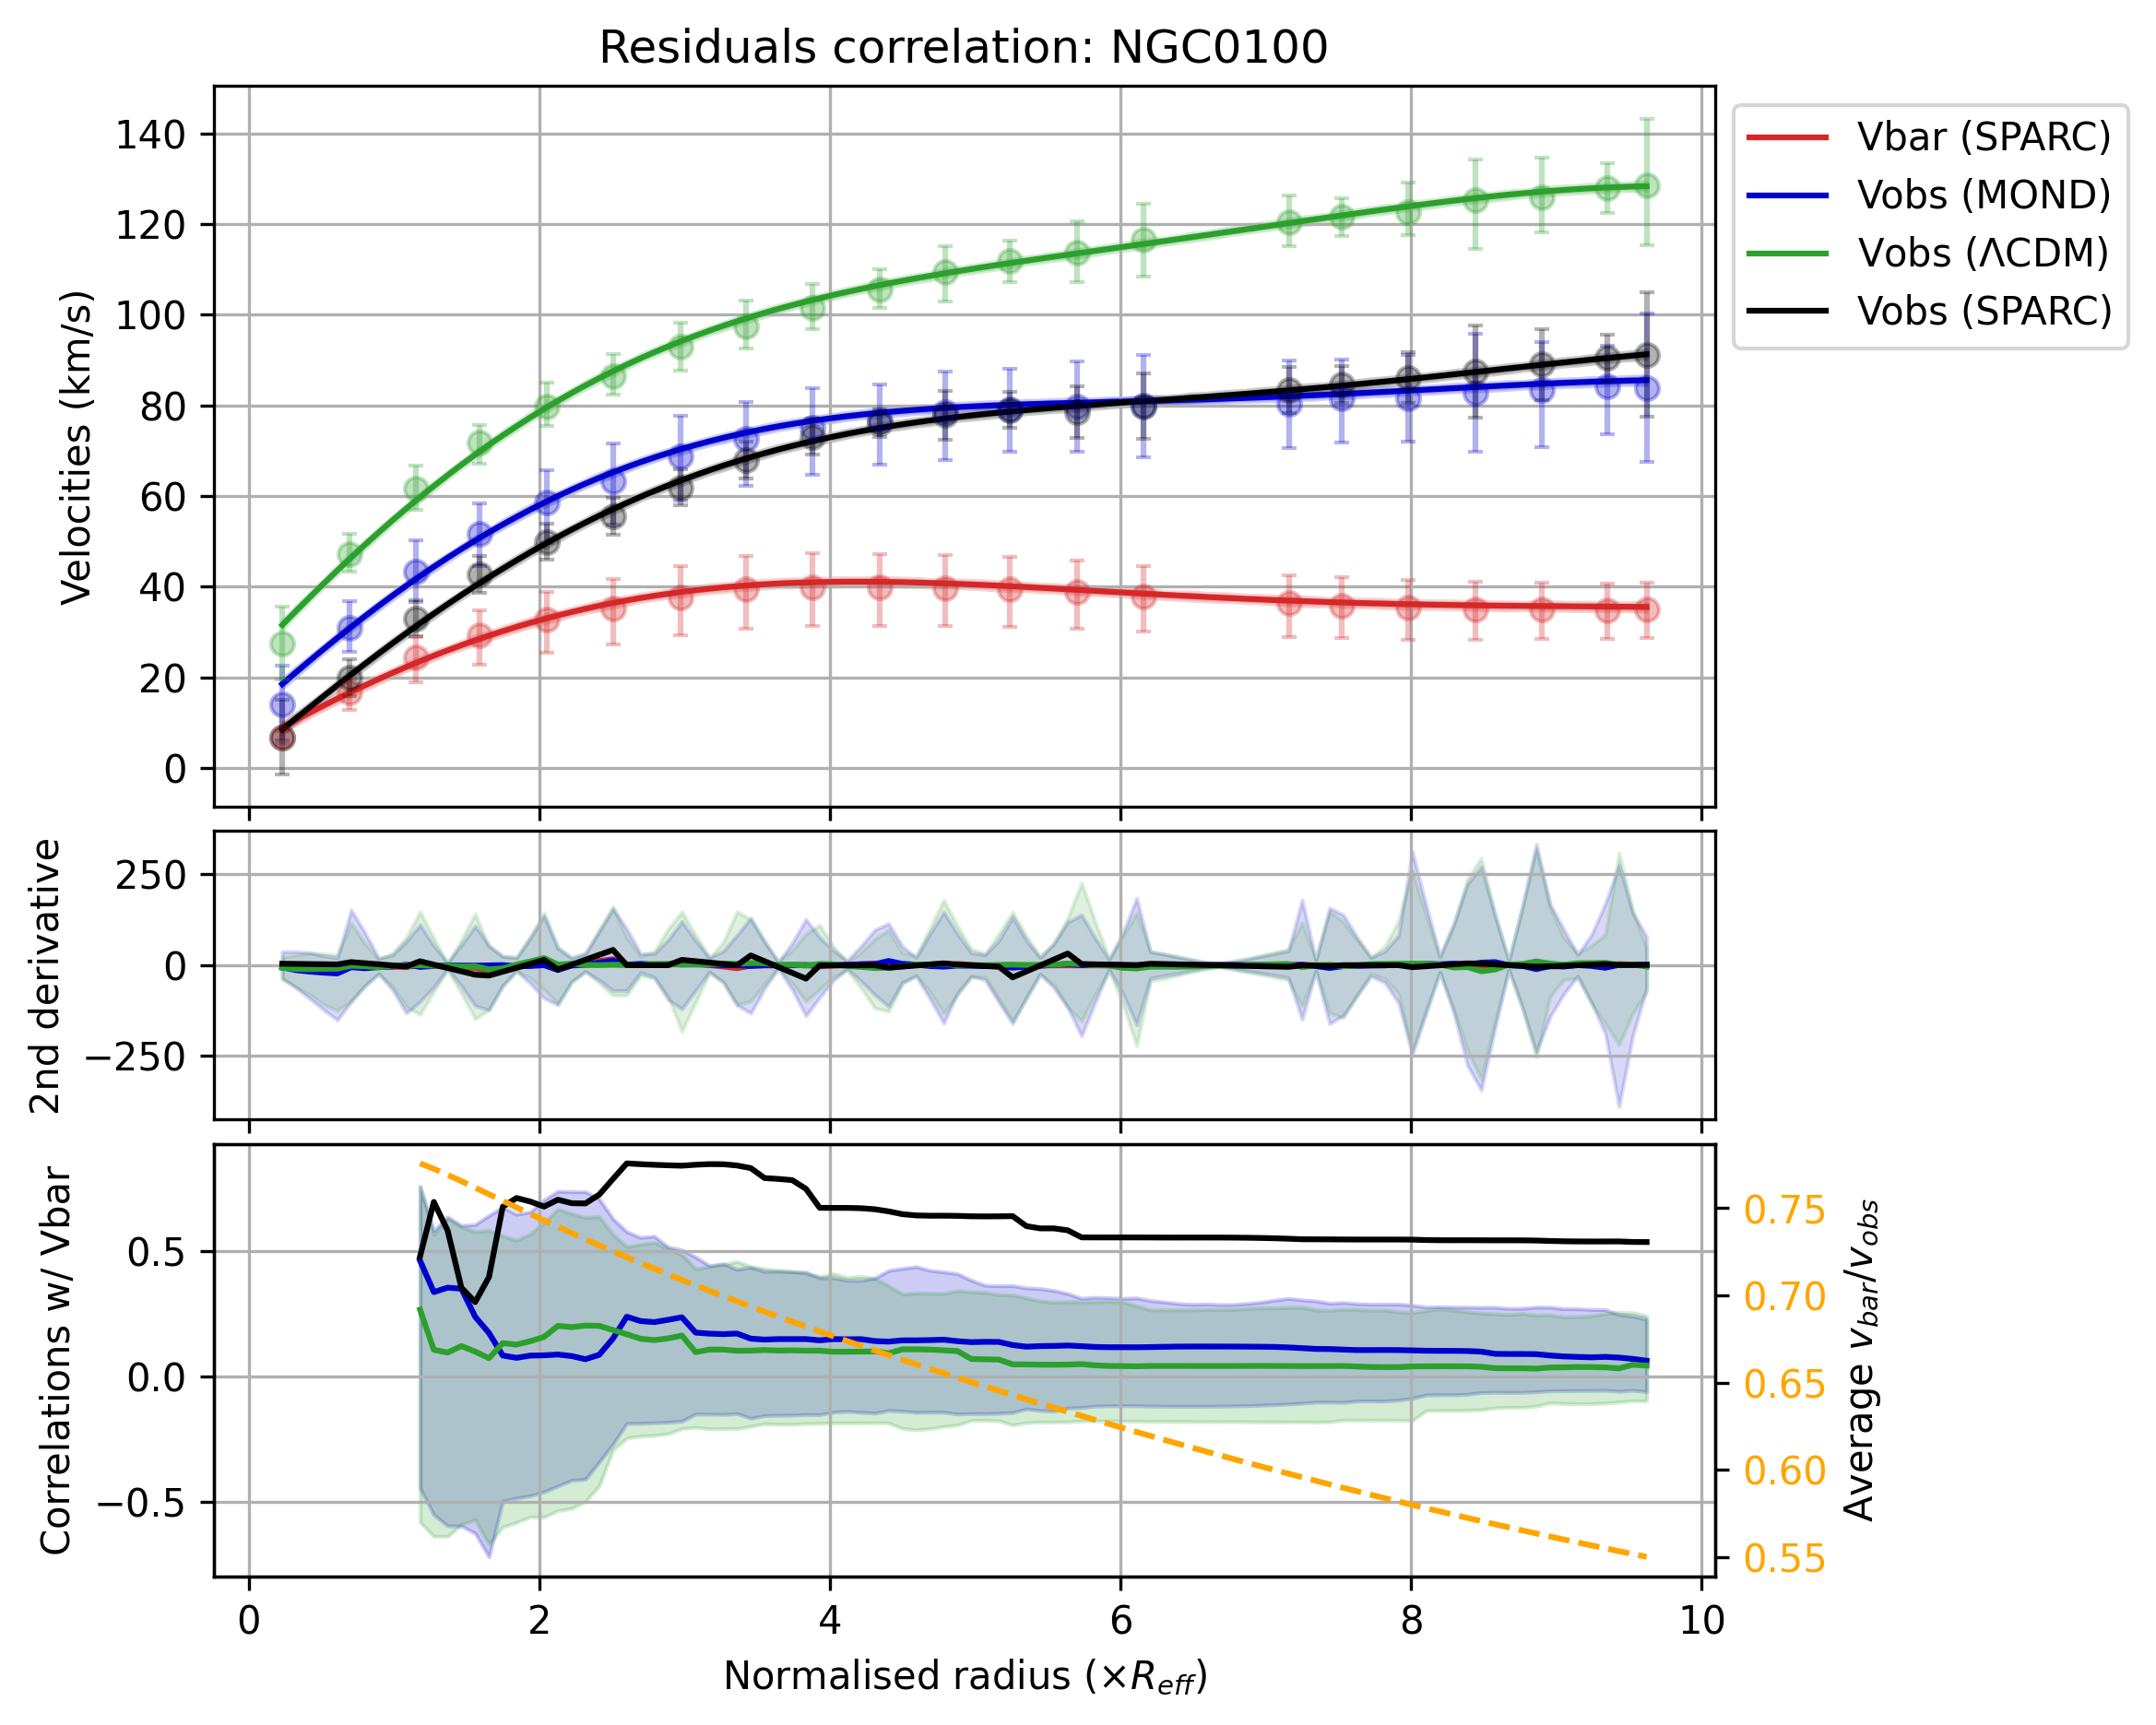 Residuals correlation: NGC0100
Velocities (km/s)
140
120
100
80
60
40
20
0
Vbar (SPARC)
Vobs (MOND)
Vobs (ΛCDM)
Vobs (SPARC)
2nd derivative
250
0
−250
Correlations w/ Vbar
0.5
0.0
−0.5
0.75
0.70
0.65
0.60
0.55
Average v_bar/v_obs
0 2 4 6 8 10
Normalised radius (×R_eff)